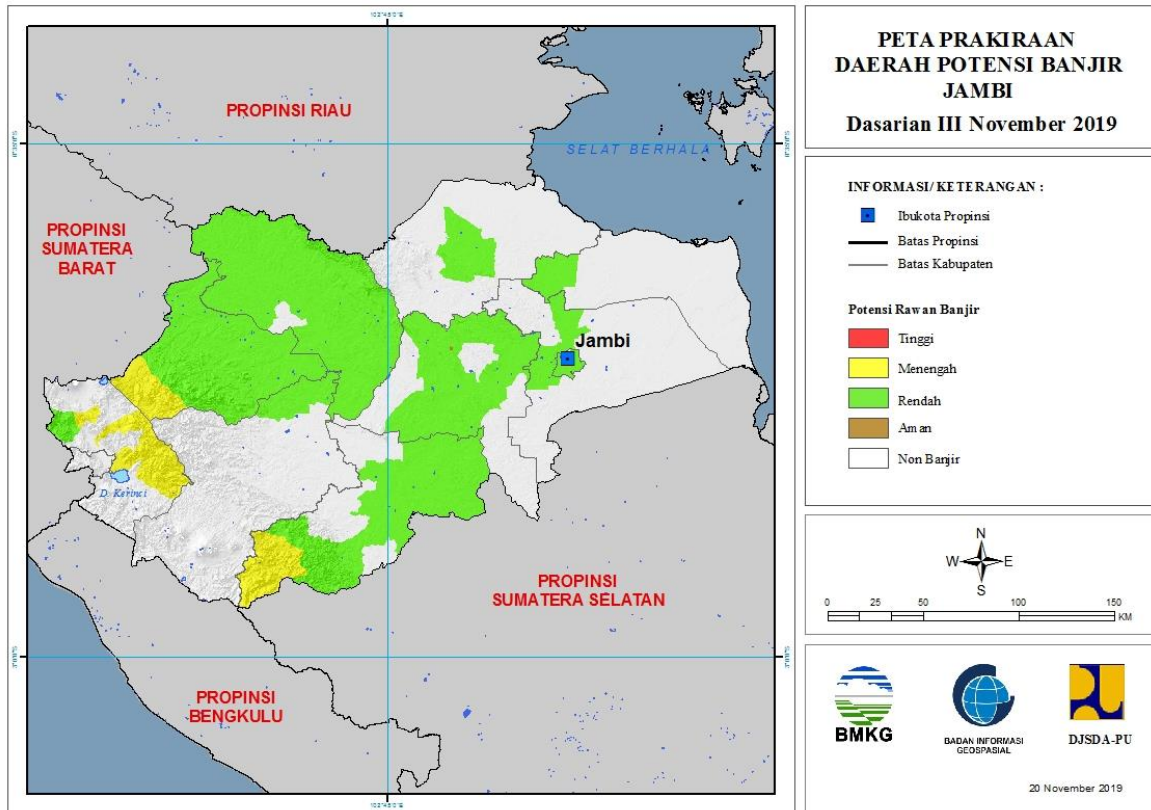 PETA PRAKIRAAN
DAERAH POTENSI BANJIR
JAMBI
Dasarian III November 2019
INFORMASI/KETERANGAN :
Ibukota Propinsi
Batas Propinsi
Batas Kabupaten
Potensi Rawan Banjir
Tinggi
Menengah
Rendah
Aman
Non Banjir
N
W E
S
0 25 50 100 150
KM
BMKG
BADAN INFORMASI
GEOSPASIAL
DJSDA-PU
20 November 2019
PROPINSI RIAU
SELAT BERHALA
PROPINSI
SUMATERA
BARAT
Jambi
D. Kerinci
PROPINSI
SUMATERA SELATAN
PROPINSI
BENGKULU